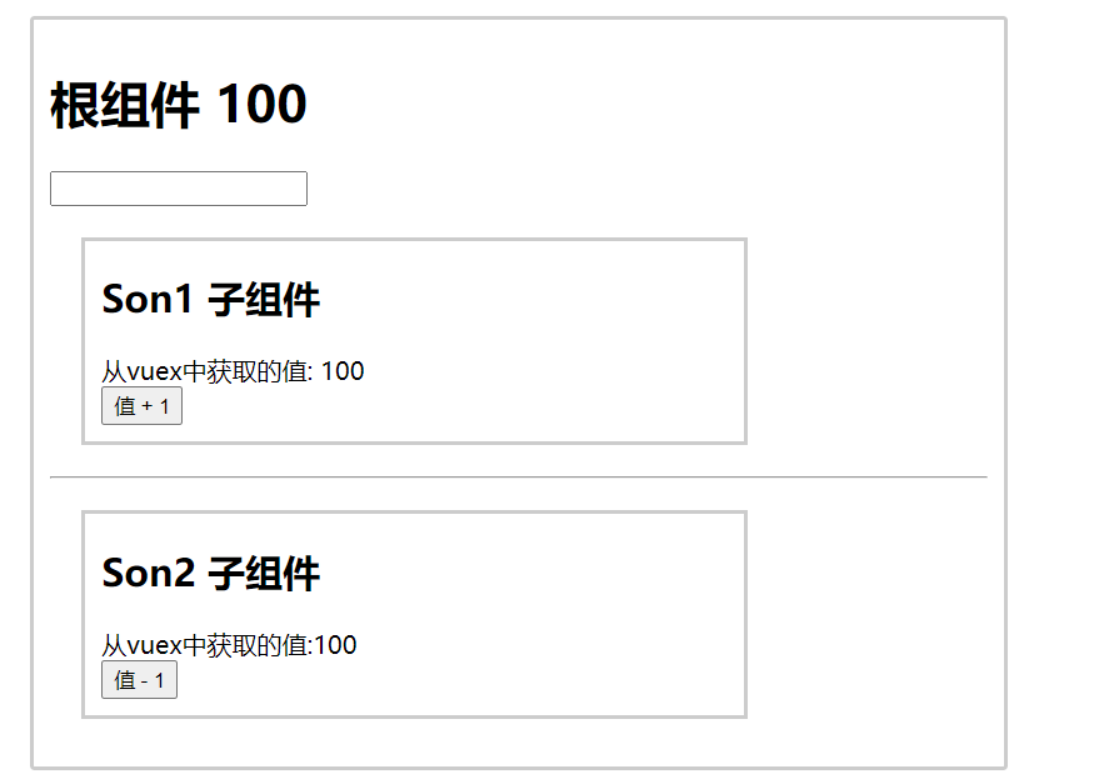 根组件 100
Son1 子组件
从vuex中获取的值: 100
值 + 1
Son2 子组件
从vuex中获取的值:100
值 - 1